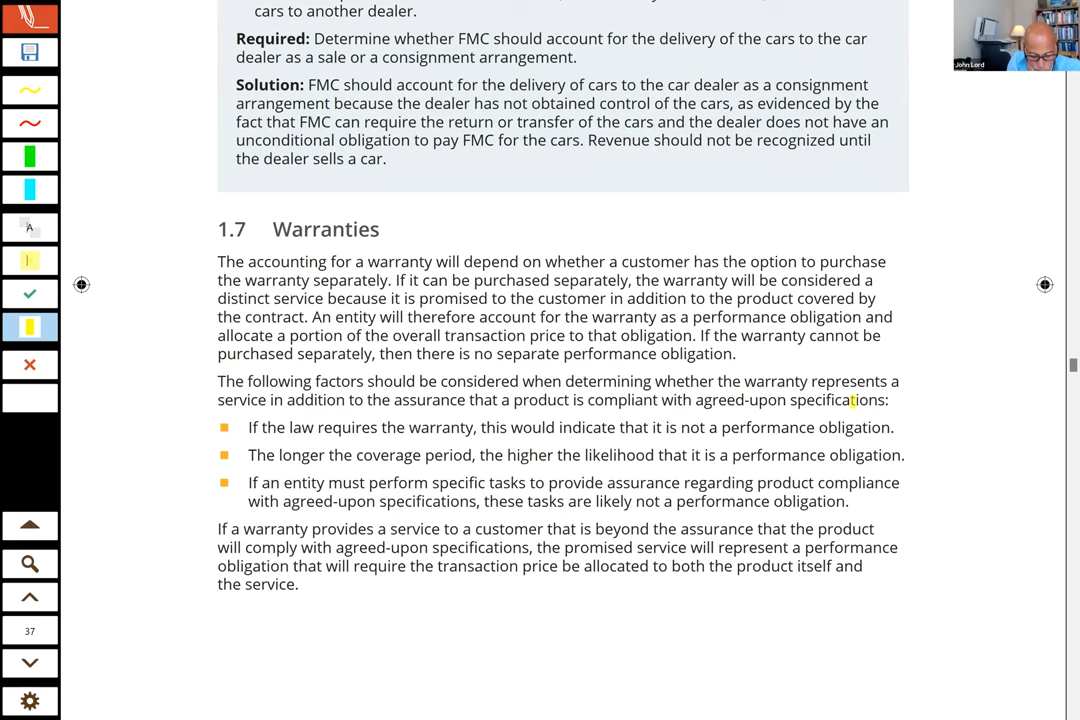 cars to another dealer.
Required: Determine whether FMC should account for the delivery of the cars to the car
dealer as a sale or a consignment arrangement.
Solution: FMC should account for the delivery of cars to the car dealer as a consignment
arrangement because the dealer has not obtained control of the cars, as evidenced by the
fact that FMC can require the return or transfer of the cars and the dealer does not have an
unconditional obligation to pay FMC for the cars. Revenue should not be recognized until
the dealer sells a car.
1.7 Warranties
The accounting for a warranty will depend on whether a customer has the option to purchase
the warranty separately. If it can be purchased separately, the warranty will be considered a
distinct service because it is promised to the customer in addition to the product covered by
the contract. An entity will therefore account for the warranty as a performance obligation and
allocate a portion of the overall transaction price to that obligation. If the warranty cannot be
purchased separately, then there is no separate performance obligation.
The following factors should be considered when determining whether the warranty represents a
service in addition to the assurance that a product is compliant with agreed-upon specifications:
If the law requires the warranty, this would indicate that it is not a performance obligation.
The longer the coverage period, the higher the likelihood that it is a performance obligation.
If an entity must perform specific tasks to provide assurance regarding product compliance
with agreed-upon specifications, these tasks are likely not a performance obligation.
If a warranty provides a service to a customer that is beyond the assurance that the product
will comply with agreed-upon specifications, the promised service will represent a performance
obligation that will require the transaction price be allocated to both the product itself and
the service.
John Lord
A
37